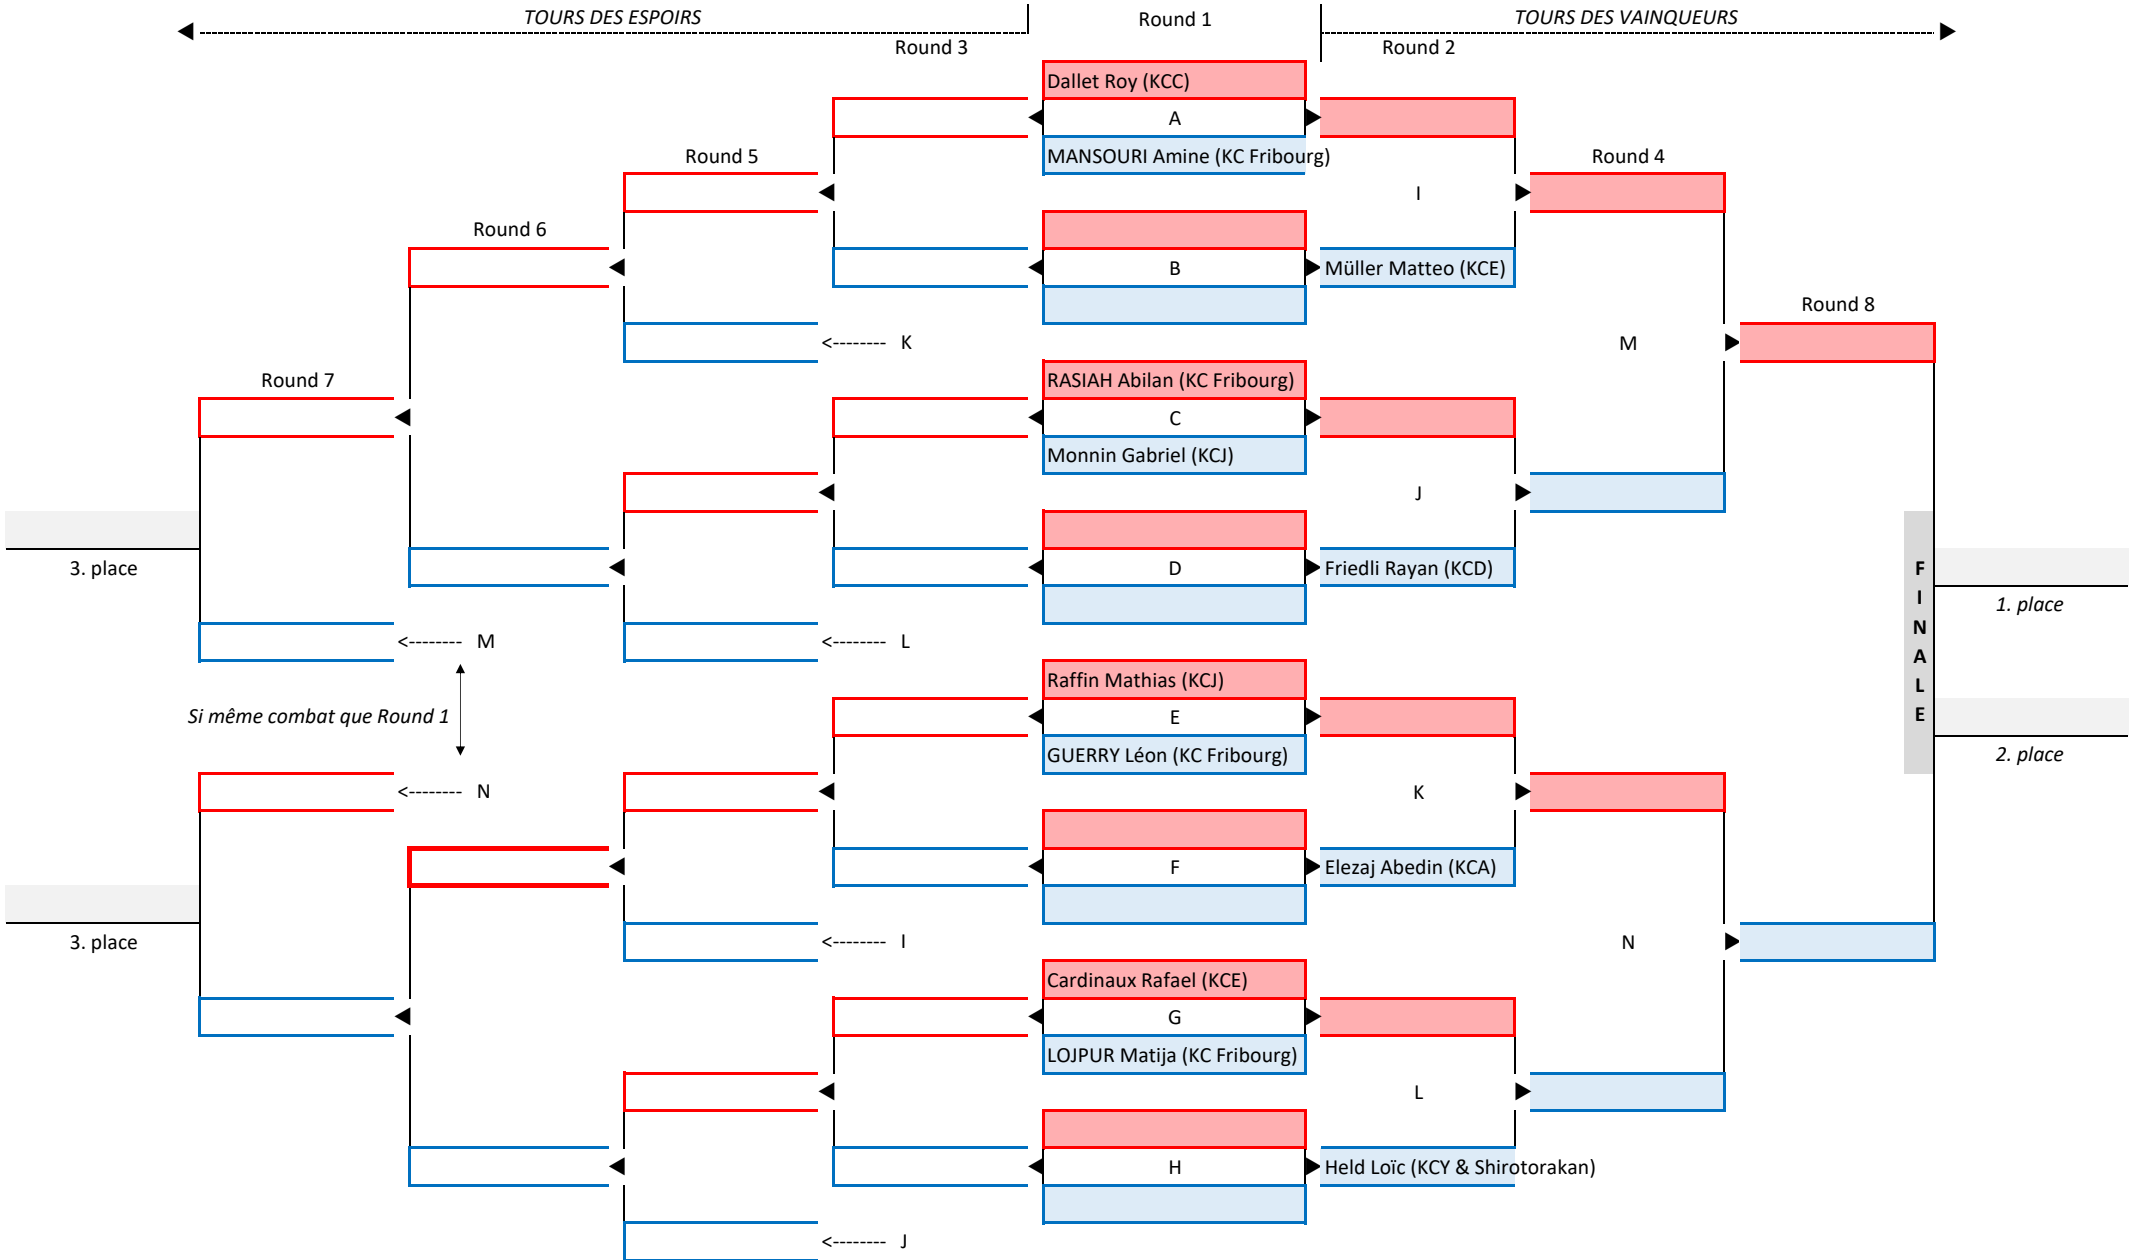 TOURS DES ESPOIRS
Round 1
TOURS DES VAINQUEURS
Round 3
Round 2
Dallet Roy (KCC)
A
MANSOURI Amine (KC Fribourg)
Round 5
Round 4
I
Round 6
B
Müller Matteo (KCE)
Round 8
<-------- K
M
Round 7
RASIAH Abilan (KC Fribourg)
C
Monnin Gabriel (KCJ)
J
3. place
D
Friedli Rayan (KCD)
FINALE
1. place
<-------- M
<-------- L
Raffin Mathias (KCJ)
Si même combat que Round 1
E
GUERRY Léon (KC Fribourg)
2. place
<-------- N
K
F
Elezaj Abedin (KCA)
3. place
<-------- I
N
Cardinaux Rafael (KCE)
G
LOJPUR Matija (KC Fribourg)
L
H
Held Loïc (KCY & Shirotorakan)
<-------- J